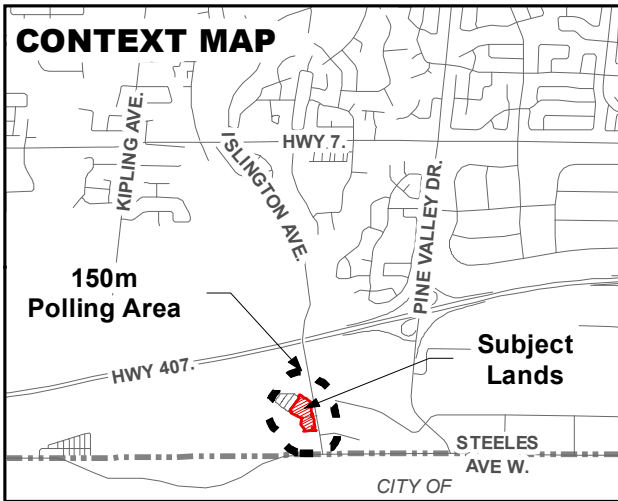 CONTEXT MAP
KIPLING AVE.
ISLINGTON AVE.
HWY 7.
PINE VALLEY DR.
150m
Polling Area
HWY 407.
Subject
Lands
STEELES
AVE W.
CITY OF